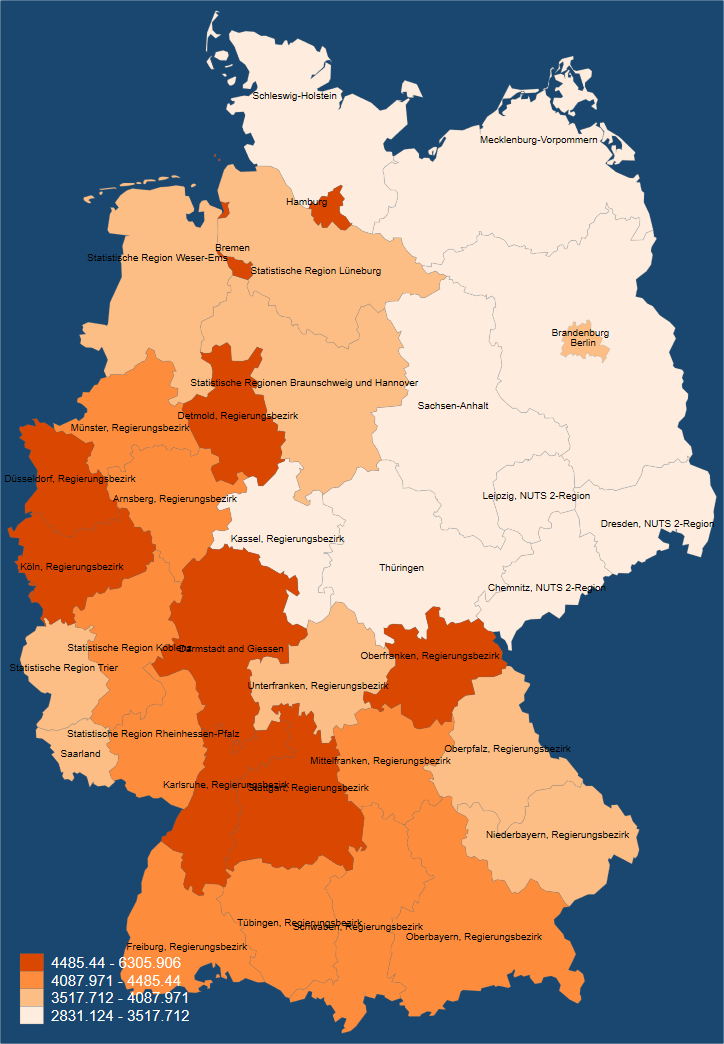 Schleswig-Holstein
Mecklenburg-Vorpommern
Hamburg
Bremen
Statistische Region Weser-Ems
Statistische Region Lüneburg
Brandenburg
Berlin
Statistische Regionen Braunschweig und Hannover
Sachsen-Anhalt
Detmold, Regierungsbezirk
Münster, Regierungsbezirk
Düsseldorf, Regierungsbezirk
Arnsberg, Regierungsbezirk
Leipzig, NUTS 2-Region
Dresden, NUTS 2-Region
Kassel, Regierungsbezirk
Köln, Regierungsbezirk
Thüringen
Chemnitz, NUTS 2-Region
Statistische Region Koblenz
Darmstadt and Giessen
Oberfranken, Regierungsbezirk
Statistische Region Trier
Unterfranken, Regierungsbezirk
Statistische Region Rheinhessen-Pfalz
Saarland
Oberpfalz, Regierungsbezirk
Mittelfranken, Regierungsbezirk
Karlsruhe, Regierungsbezirk
Stuttgart, Regierungsbezirk
Niederbayern, Regierungsbezirk
Tübingen, Regierungsbezirk
Schwaben, Regierungsbezirk
Oberbayern, Regierungsbezirk
Freiburg, Regierungsbezirk
4485.44 - 6305.906
4087.971 - 4485.44
3517.712 - 4087.971
2831.124 - 3517.712